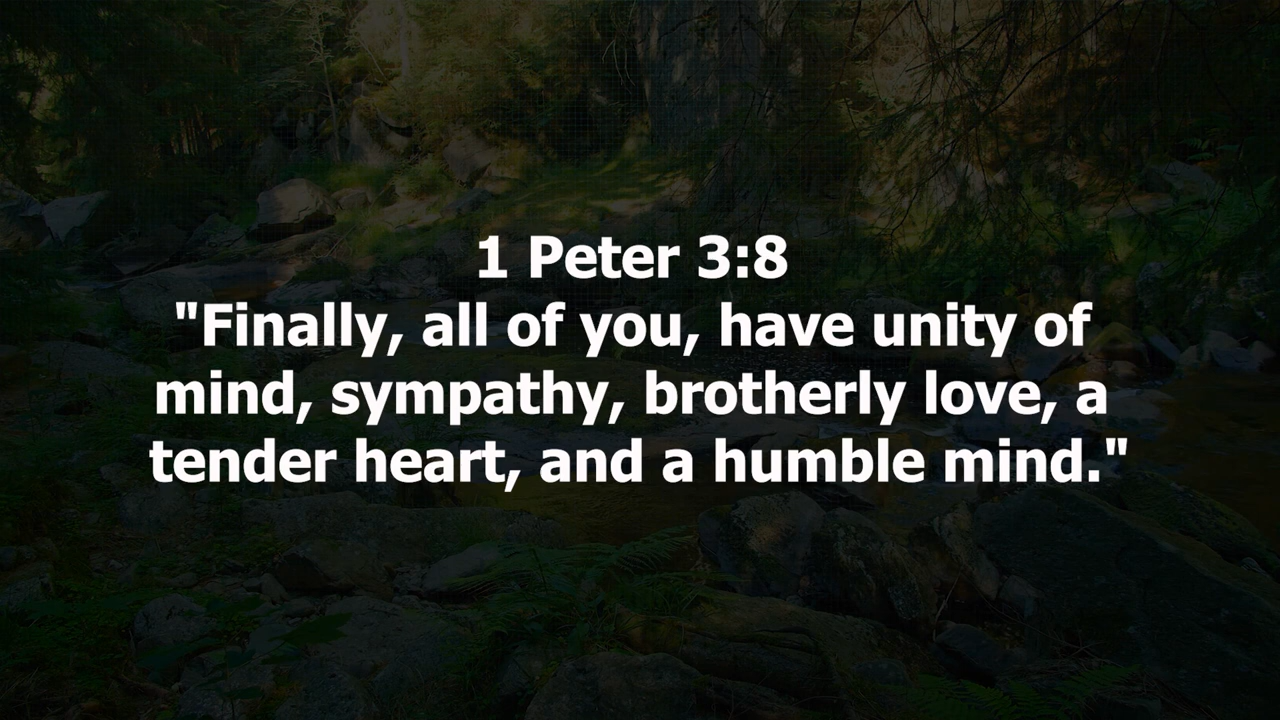 1 Peter 3:8
"Finally, all of you, have unity of
mind, sympathy, brotherly love, a
tender heart, and a humble mind."